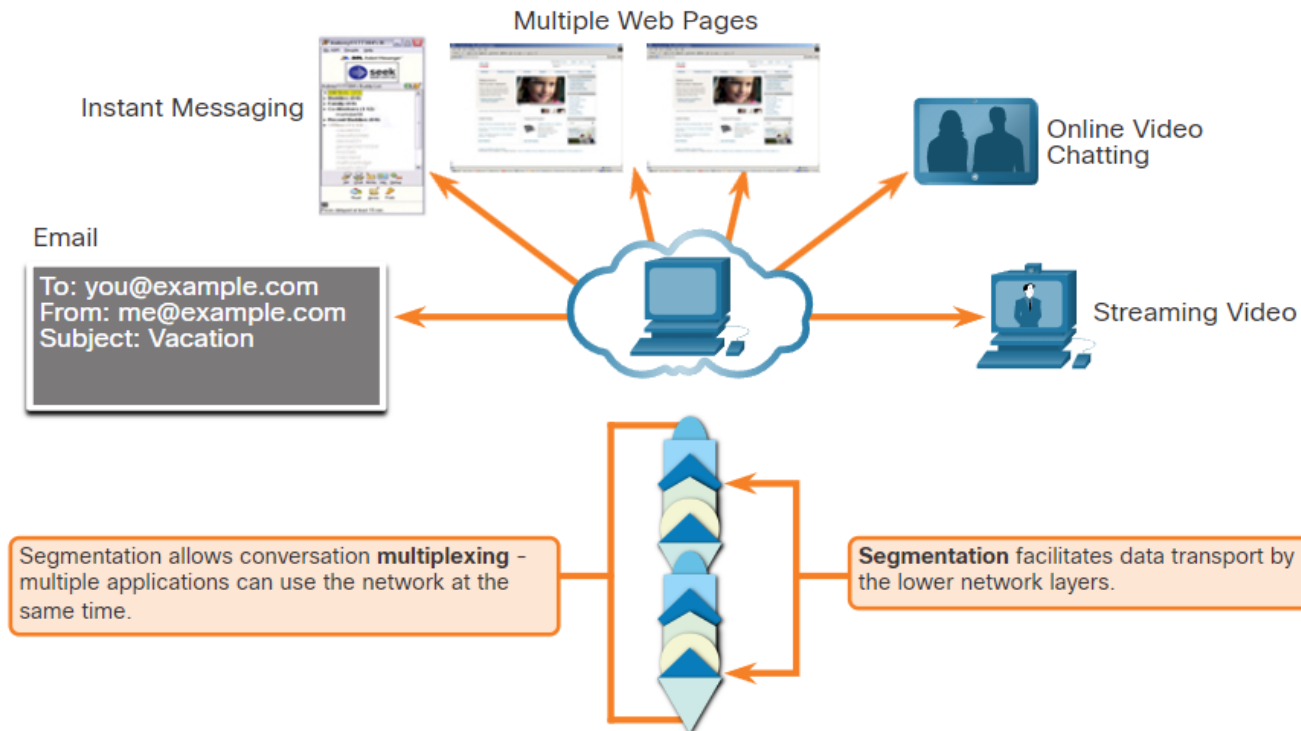 Multiple Web Pages
Instant Messaging
seek
Online Video
Chatting
Email
To: you@example.com
From: me@example.com
Subject: Vacation
Streaming Video
Segmentation allows conversation multiplexing -
multiple applications can use the network at the
same time.
Segmentation facilitates data transport by
the lower network layers.